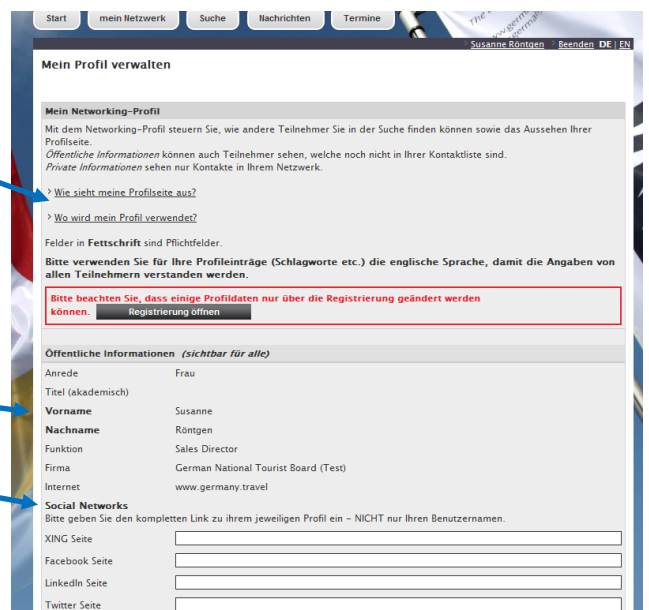 Start mein Netzwerk Suche Nachrichten Termine
Susanne Röntgen Beenden DE | EN
Mein Profil verwalten
Mein Networking-Profil
Mit dem Networking-Profil steuern Sie, wie andere Teilnehmer Sie in der Suche finden können sowie das Aussehen Ihrer
Profilseite.
Öffentliche Informationen können auch Teilnehmer sehen, welche noch nicht in Ihrer Kontaktliste sind.
Private Informationen sehen nur Kontakte in Ihrem Netzwerk.
Wie sieht meine Profilseite aus?
Wo wird mein Profil verwendet?
Felder in Fettschrift sind Pflichtfelder.
Bitte verwenden Sie für Ihre Profileinträge (Schlagworte etc.) die englische Sprache, damit die Angaben von
allen Teilnehmern verstanden werden.
Bitte beachten Sie, dass einige Profildaten nur über die Registrierung geändert werden
können. Registrierung öffnen
Öffentliche Informationen (sichtbar für alle)
Anrede Frau
Titel (akademisch)
Vorname Susanne
Nachname Röntgen
Funktion Sales Director
Firma German National Tourist Board (Test)
Internet www.germany.travel
Social Networks
Bitte geben Sie den kompletten Link zu ihrem jeweiligen Profil ein – NICHT nur Ihren Benutzernamen.
XING Seite
Facebook Seite
LinkedIn Seite
Twitter Seite